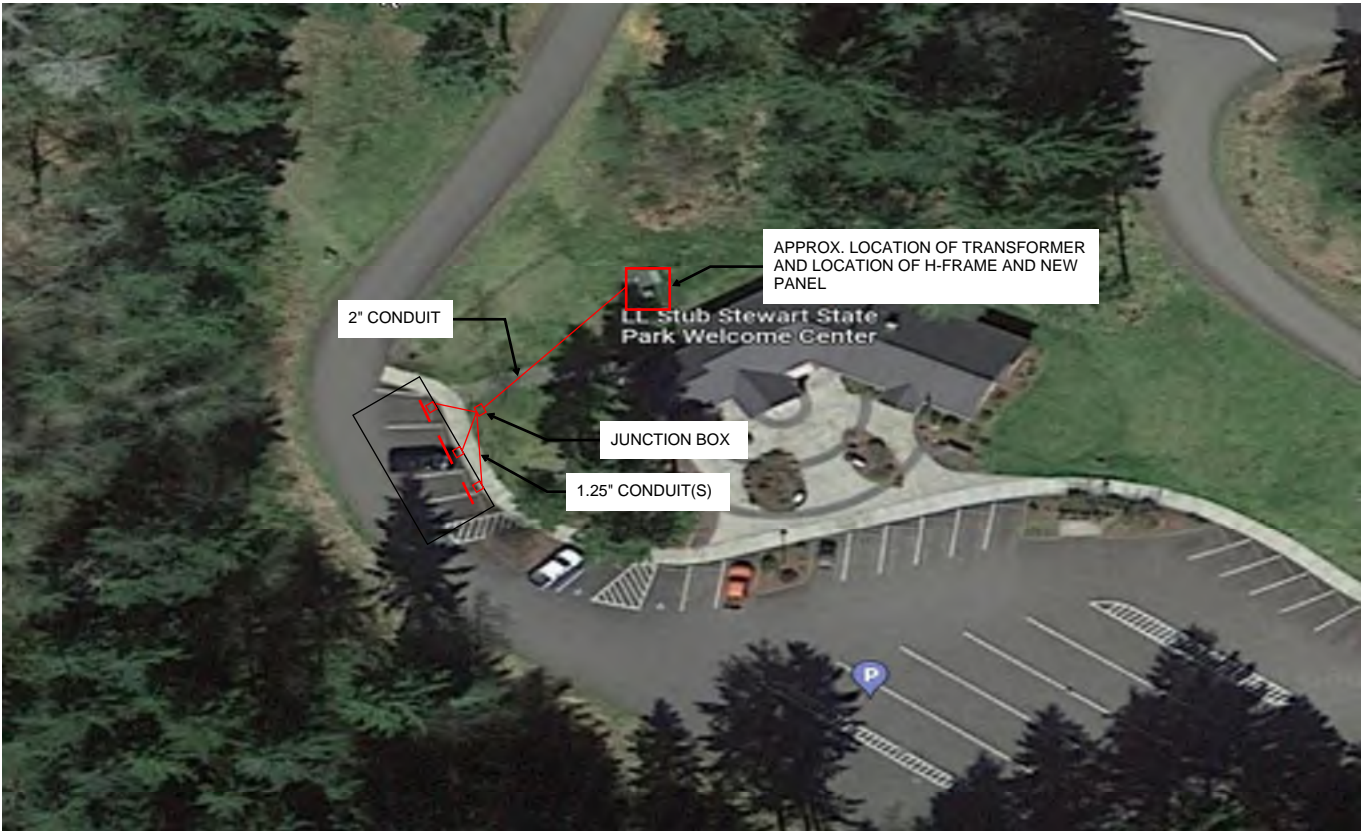 APPROX. LOCATION OF TRANSFORMER
AND LOCATION OF H-FRAME AND NEW
PANEL
2" CONDUIT
LL Stub Stewart State
Park Welcome Center
JUNCTION BOX
1.25" CONDUIT(S)
P